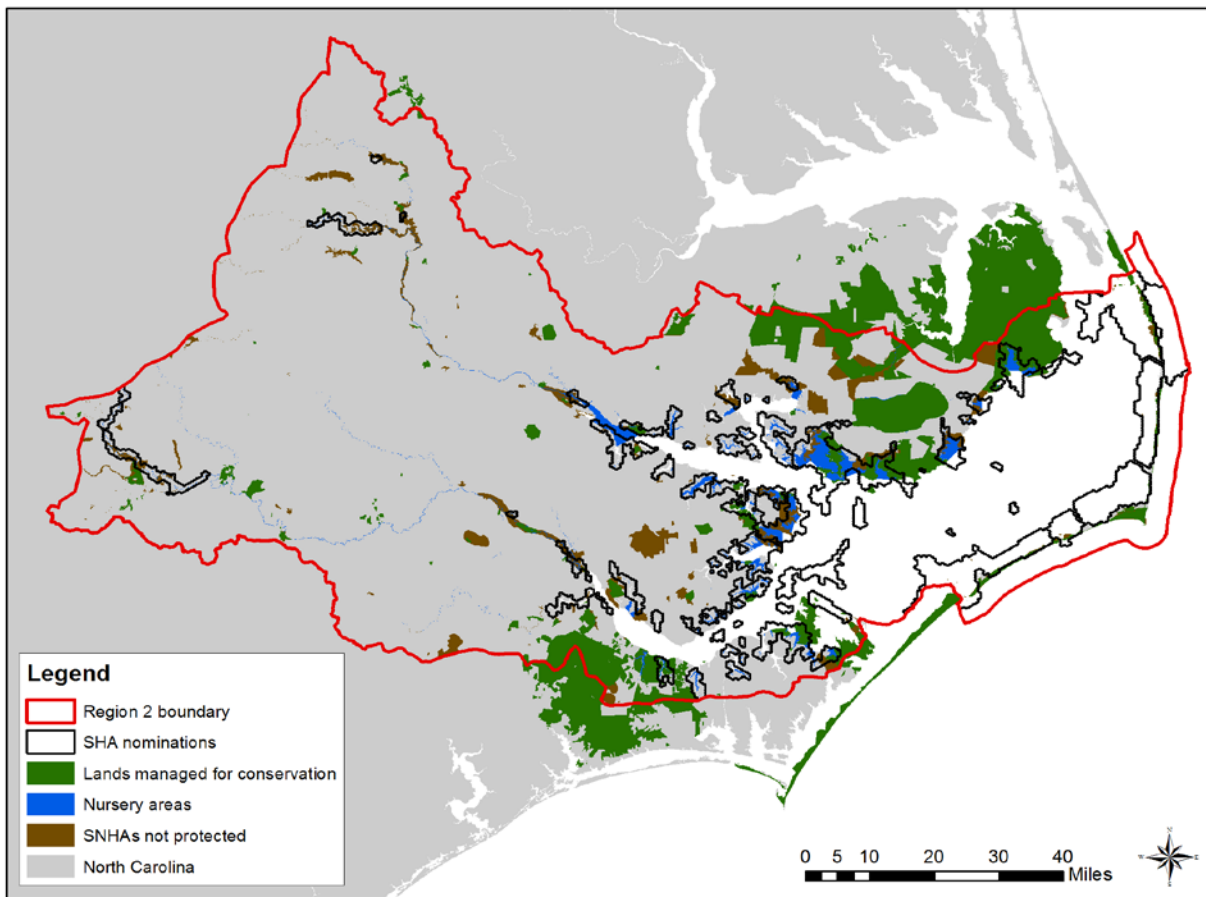 Legend
Region 2 boundary
SHA nominations
Lands managed for conservation
Nursery areas
SNHAs not protected
North Carolina
0 5 10 20 30 40
Miles
N
W E
S